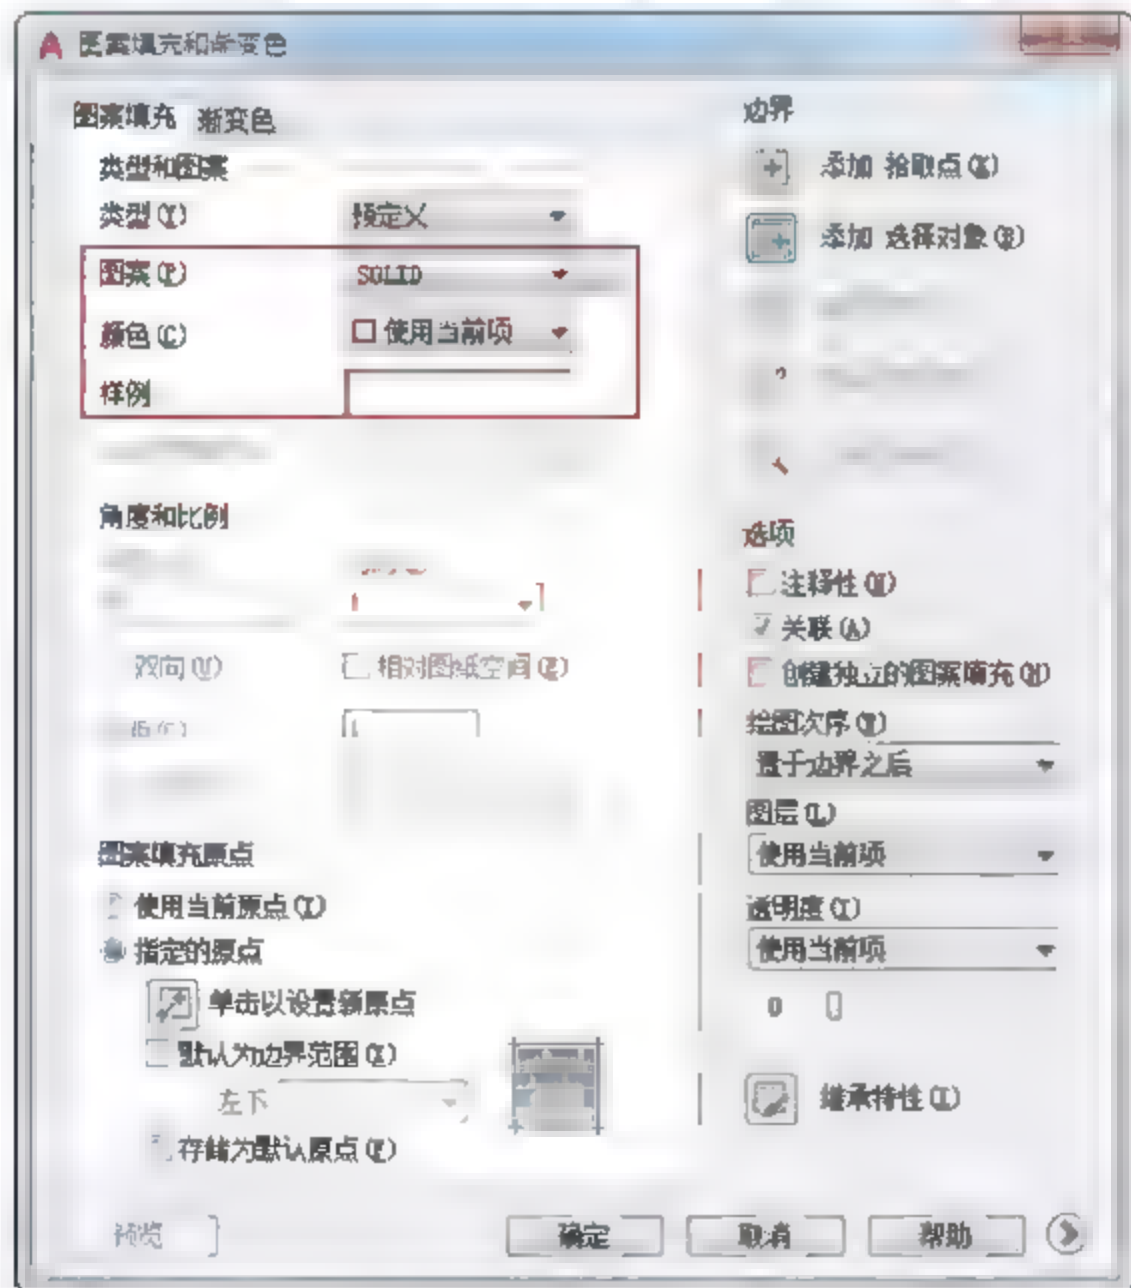 图案填充和渐变色
图案填充 渐变色
类型和图案
类型(Y) 预定义
图案(P) SOLID
颜色(C) 使用当前项
样例
角度和比例
双向(U) 相对图纸空间(E)
1
图案填充原点
使用当前原点(T)
指定的原点
单击以设置新原点
默认为边界范围(X)
左下
存储为默认原点(F)
预览
边界
添加 拾取点(K)
添加 选择对象(B)
选项
注释性(N)
关联(A)
创建独立的图案填充(H)
绘图次序(W)
置于边界之后
图层(L)
使用当前项
透明度(T)
使用当前项
0
继承特性(I)
确定 取消 帮助